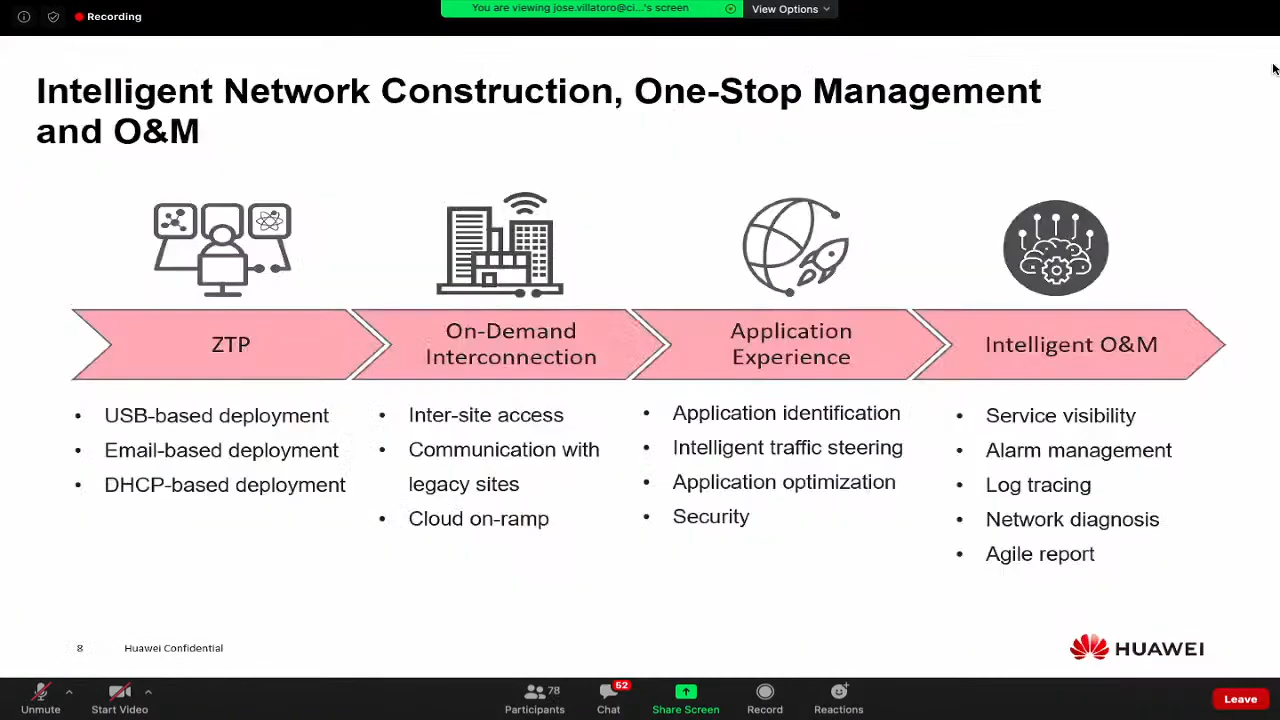 Recording
You are viewing jose.villatoro@ci...'s screen
View Options
Intelligent Network Construction, One-Stop Management
and O&M
ZTP
On-Demand
Interconnection
Application
Experience
Intelligent O&M
• USB-based deployment
• Email-based deployment
• DHCP-based deployment
• Inter-site access
• Communication with
legacy sites
• Cloud on-ramp
• Application identification
• Intelligent traffic steering
• Application optimization
• Security
• Service visibility
• Alarm management
• Log tracing
• Network diagnosis
• Agile report
8
Huawei Confidential
HUAWEI
Unmute
Start Video
Participants
78
Chat
52
Share Screen
Record
Reactions
Leave